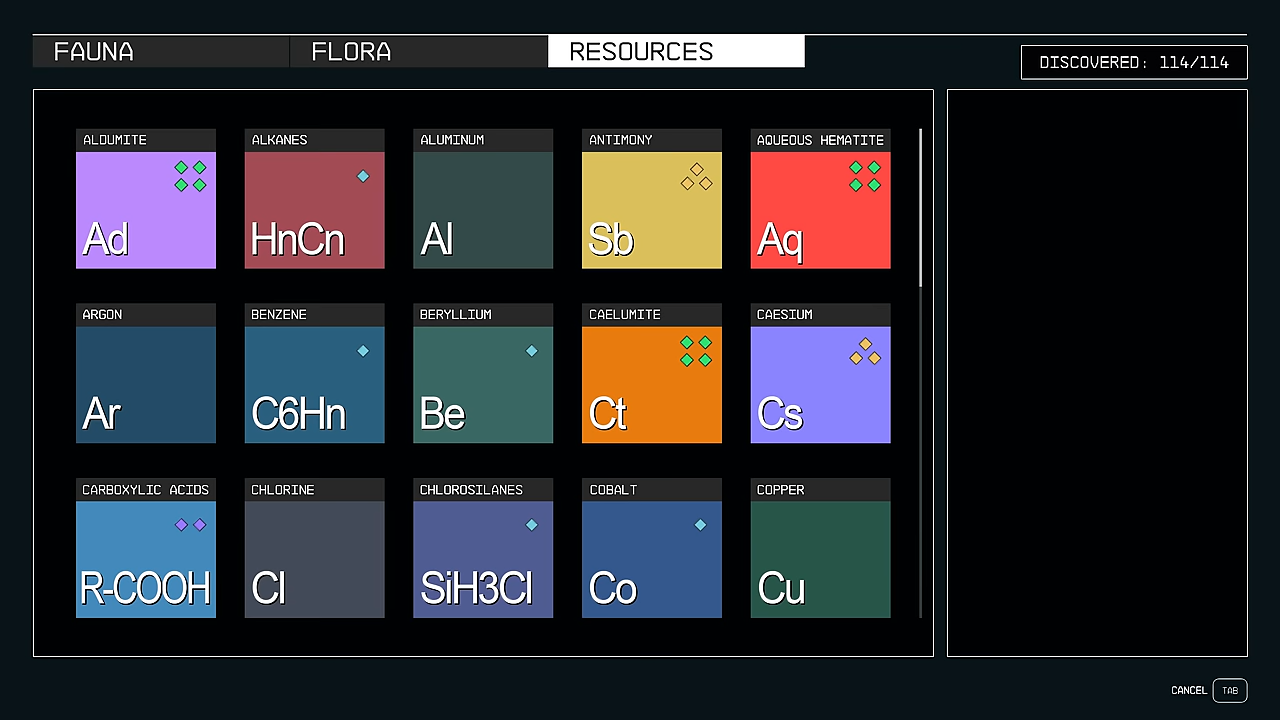 FAUNA FLORA RESOURCES
DISCOVERED: 114/114
ALDUMITE ALKANES ALUMINUM ANTIMONY AQUEOUS HEMATITE
Ad HnCn Al Sb Aq
ARGON BENZENE BERYLLIUM CAELUMITE CAESIUM
Ar C6Hn Be Ct Cs
CARBOXYLIC ACIDS CHLORINE CHLOROSILANES COBALT COPPER
R-COOH Cl SiH3Cl Co Cu
CANCEL TAB